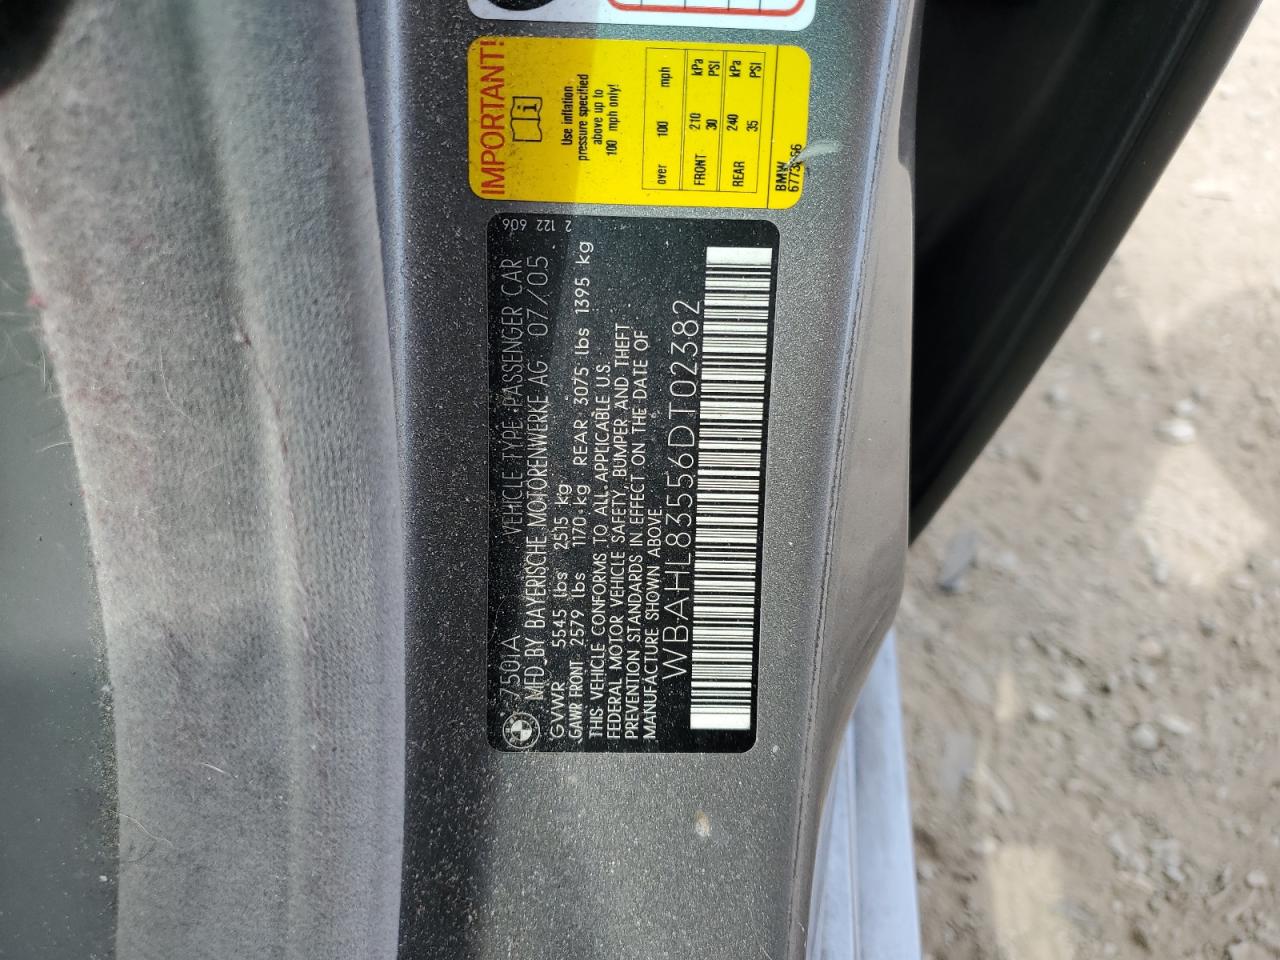 IMPORTANT!
Use inflation
pressure specified
above up to
100 mph only!
over 100 mph
FRONT 210 kPa
30 PSI
REAR 240 kPa
35 PSI
BMW
2 122 606
750iA VEHICLE TYPE:PASSENGER CAR
MFD.BY BAYERISCHE MOTORENWERKE AG 07/05
GVWR 5545 lbs 2515 kg
GAWR FRONT 2579 lbs 1170 kg REAR 3075 lbs 1395 kg
THIS VEHICLE CONFORMS TO ALL APPLICABLE U.S.
FEDERAL MOTOR VEHICLE SAFETY, BUMPER AND THEFT
PREVENTION STANDARDS IN EFFECT ON THE DATE OF
MANUFACTURE SHOWN ABOVE.
WBAHL83556DT02382